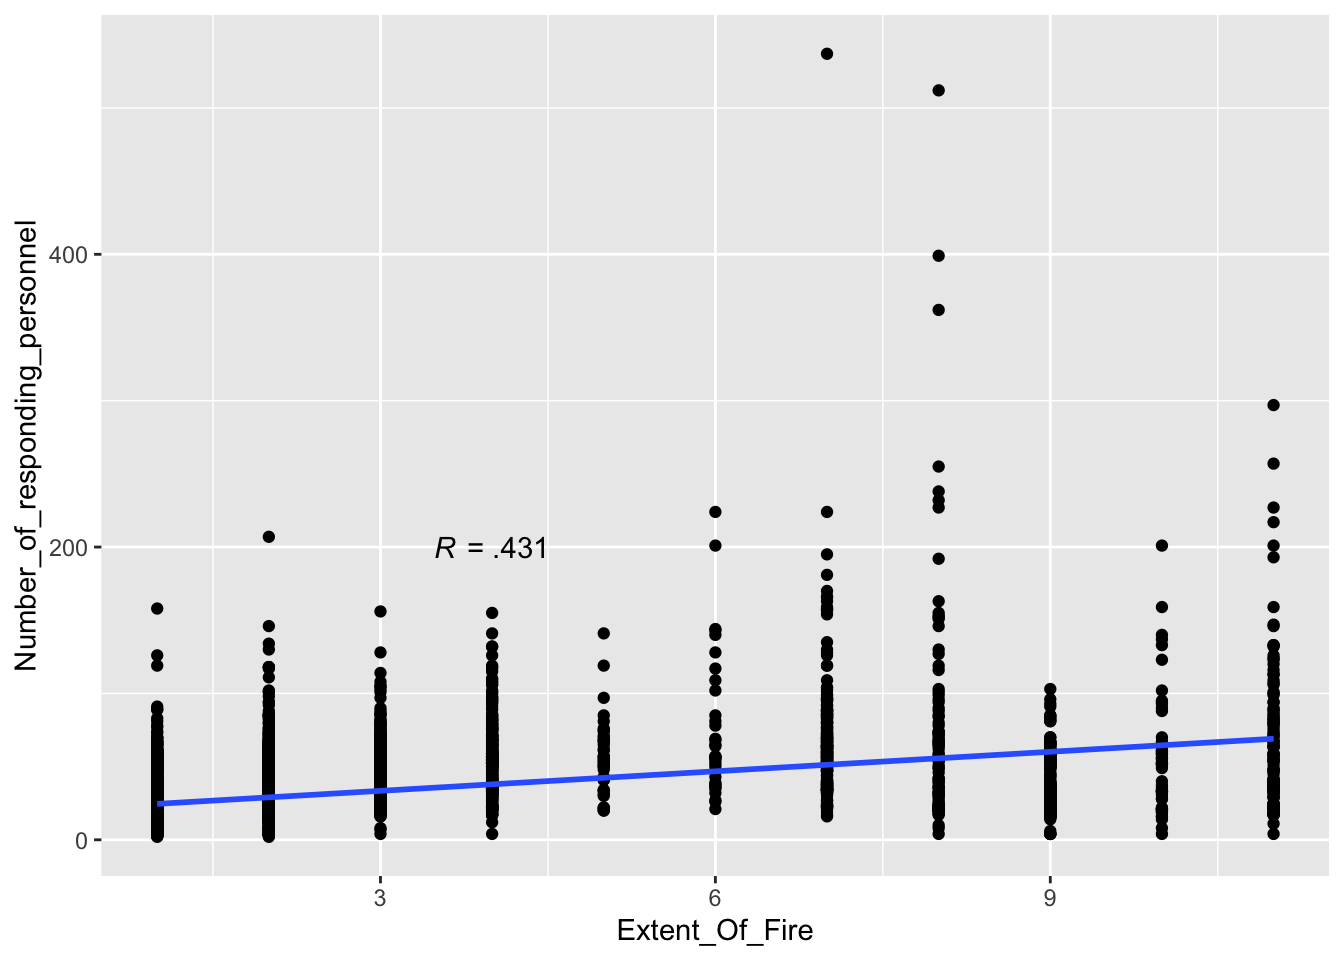 Number_of_responding_personnel
400
200
0
R = .431
3
6
9
Extent_Of_Fire